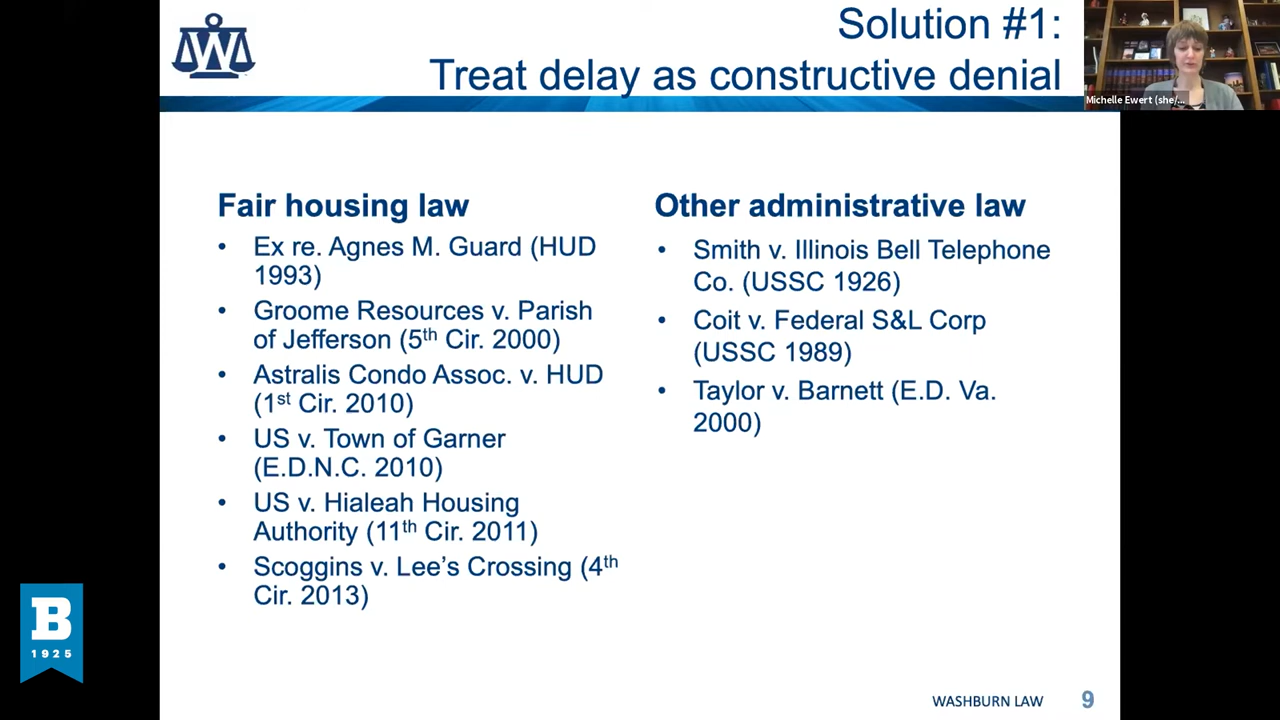 W
Solution #1:
Treat delay as constructive denial
Michelle Ewert (she/...
Fair housing law
• Ex re. Agnes M. Guard (HUD
1993)
• Groome Resources v. Parish
of Jefferson (5th Cir. 2000)
• Astralis Condo Assoc. v. HUD
(1st Cir. 2010)
• US v. Town of Garner
(E.D.N.C. 2010)
• US v. Hialeah Housing
Authority (11th Cir. 2011)
• Scoggins v. Lee's Crossing (4th
Cir. 2013)
Other administrative law
• Smith v. Illinois Bell Telephone
Co. (USSC 1926)
• Coit v. Federal S&L Corp
(USSC 1989)
• Taylor v. Barnett (E.D. Va.
2000)
B
1925
WASHBURN LAW
9